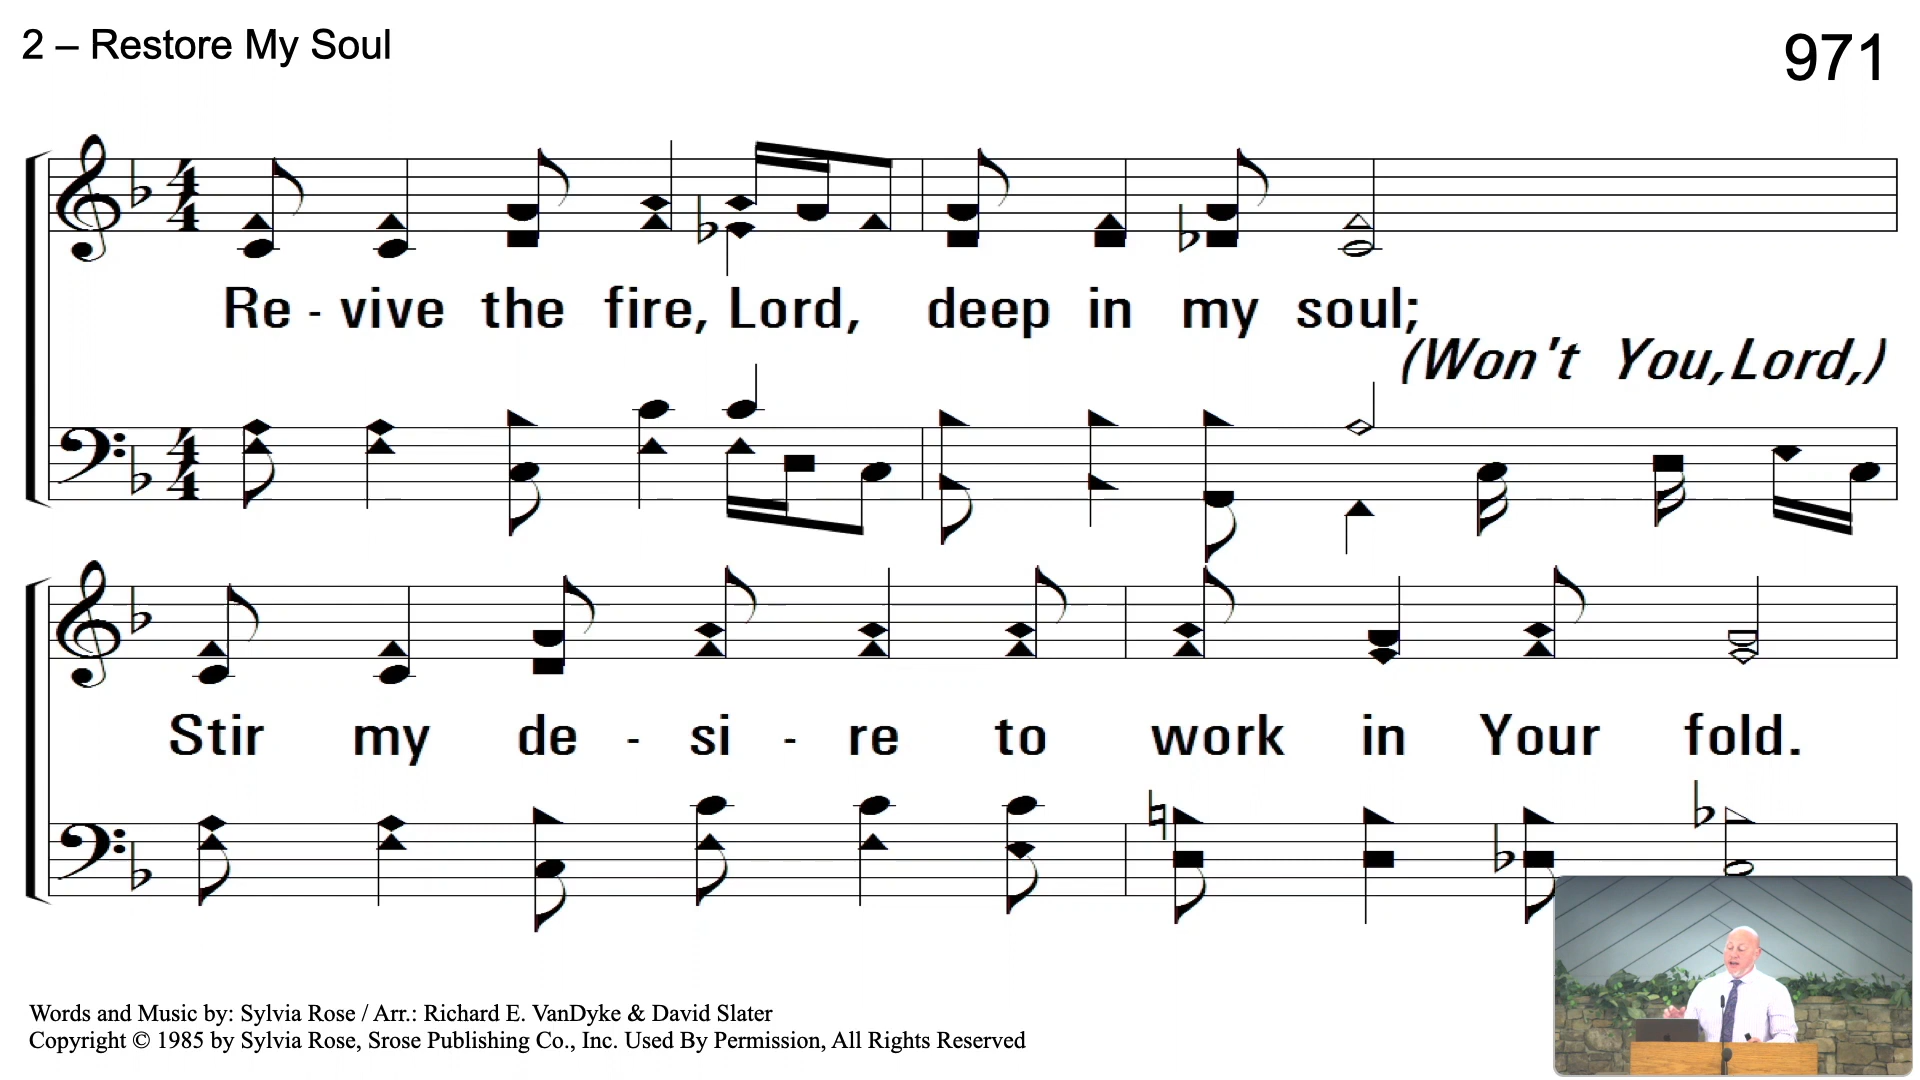 2 – Restore My Soul
971
Re - vive the fire, Lord, deep in my soul;
(Won't You, Lord,)
Stir my de - si - re to work in Your fold.
Words and Music by: Sylvia Rose / Arr.: Richard E. VanDyke & David Slater
Copyright © 1985 by Sylvia Rose, Srose Publishing Co., Inc. Used By Permission, All Rights Reserved